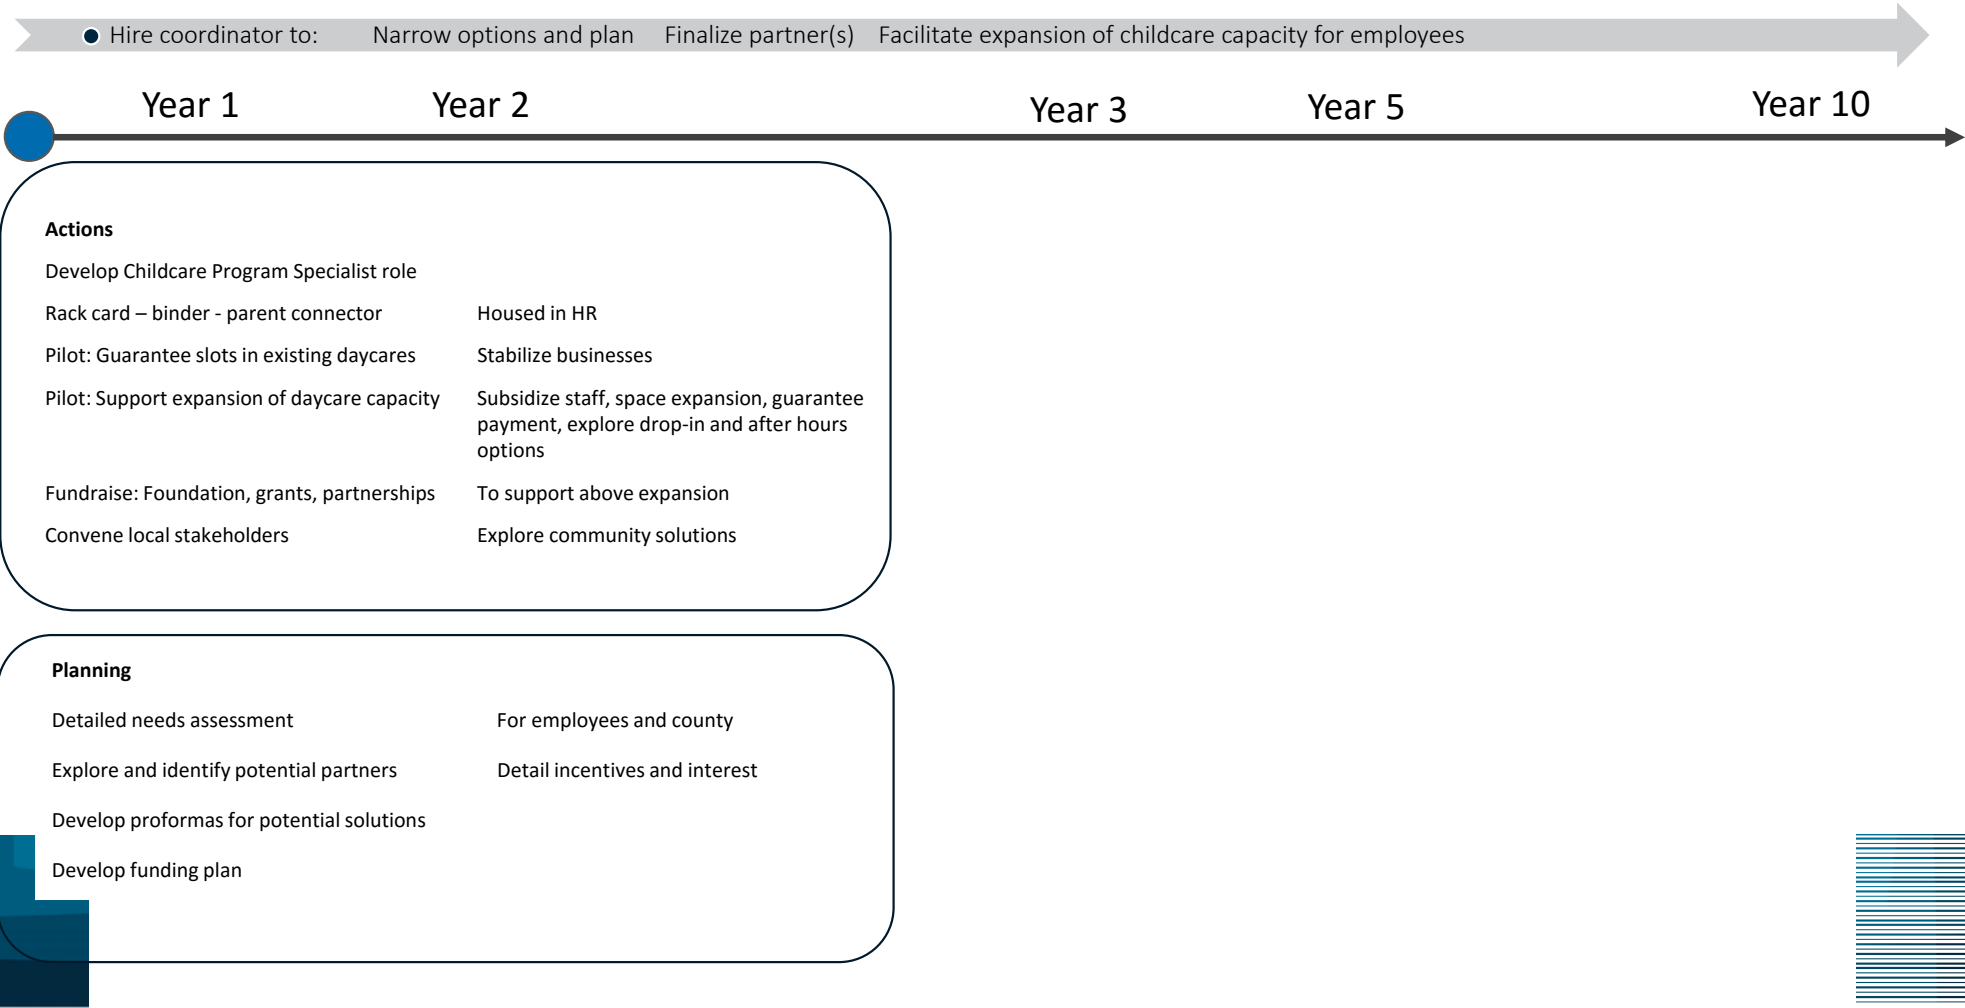 Hire coordinator to: Narrow options and plan Finalize partner(s) Facilitate expansion of childcare capacity for employees
Year 1 Year 2 Year 3 Year 5 Year 10
Actions
Develop Childcare Program Specialist role
Rack card – binder - parent connector Housed in HR
Pilot: Guarantee slots in existing daycares Stabilize businesses
Pilot: Support expansion of daycare capacity Subsidize staff, space expansion, guarantee
payment, explore drop-in and after hours
options
Fundraise: Foundation, grants, partnerships To support above expansion
Convene local stakeholders Explore community solutions
Planning
Detailed needs assessment For employees and county
Explore and identify potential partners Detail incentives and interest
Develop proformas for potential solutions
Develop funding plan